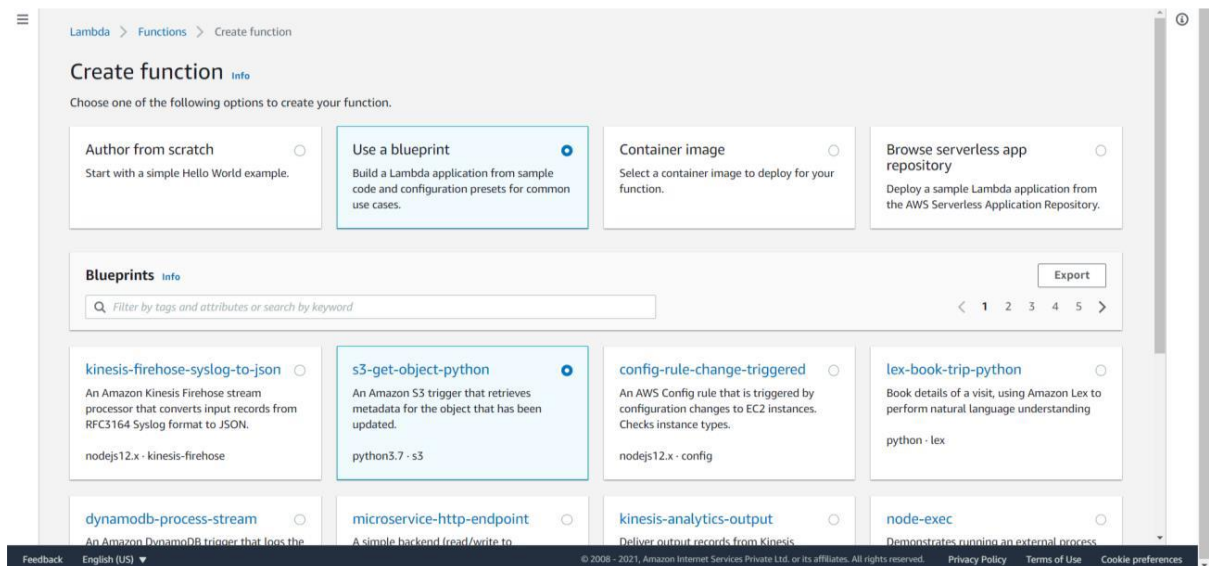 Lambda > Functions > Create function
Create function Info
Choose one of the following options to create your function.
Author from scratch
Start with a simple Hello World example.
Use a blueprint
Build a Lambda application from sample
code and configuration presets for common
use cases.
Container image
Select a container image to deploy for your
function.
Browse serverless app
repository
Deploy a sample Lambda application from
the AWS Serverless Application Repository.
Blueprints Info
Export
Filter by tags and attributes or search by keyword
< 1 2 3 4 5 >
kinesis-firehose-syslog-to-json
An Amazon Kinesis Firehose stream
processor that converts input records from
RFC3164 Syslog format to JSON.
nodejs12.x · kinesis-firehose
s3-get-object-python
An Amazon S3 trigger that retrieves
metadata for the object that has been
updated.
python3.7 · s3
config-rule-change-triggered
An AWS Config rule that is triggered by
configuration changes to EC2 instances.
Checks instance types.
nodejs12.x · config
lex-book-trip-python
Book details of a visit, using Amazon Lex to
perform natural language understanding
python · lex
dynamodb-process-stream
An Amazon DynamoDB trigger that logs the
microservice-http-endpoint
A simple backend (read/write to
kinesis-analytics-output
Deliver output records from Kinesis
node-exec
Demonstrates running an external process
Feedback English (US) ▼ © 2008 - 2021, Amazon Internet Services Private Ltd. or its affiliates. All rights reserved. Privacy Policy Terms of Use Cookie preferences